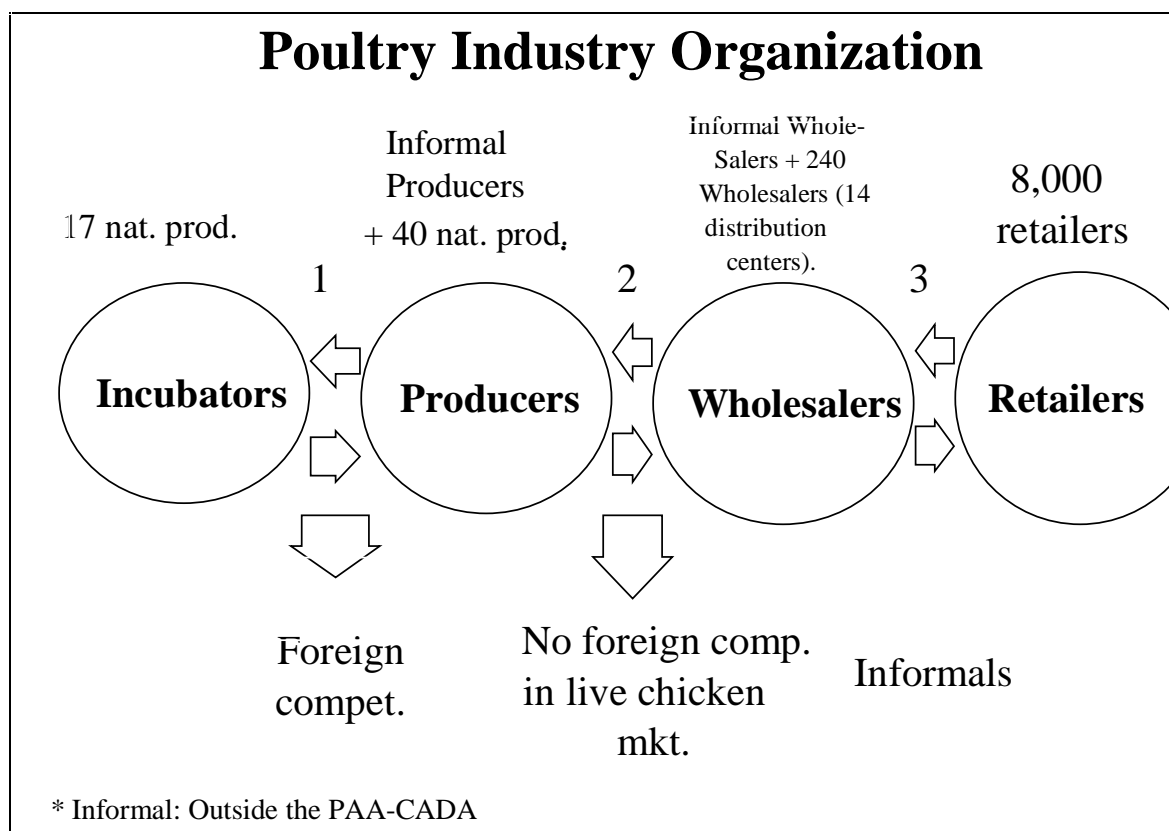 Poultry Industry Organization
17 nat. prod.
Informal
Producers
+ 40 nat. prod.
Informal Whole-
Salers + 240
Wholesalers (14
distribution
centers).
8,000
retailers
1
2
3
Incubators
Producers
Wholesalers
Retailers
Foreign
compet.
No foreign comp.
in live chicken
mkt.
Informals
* Informal: Outside the PAA-CADA